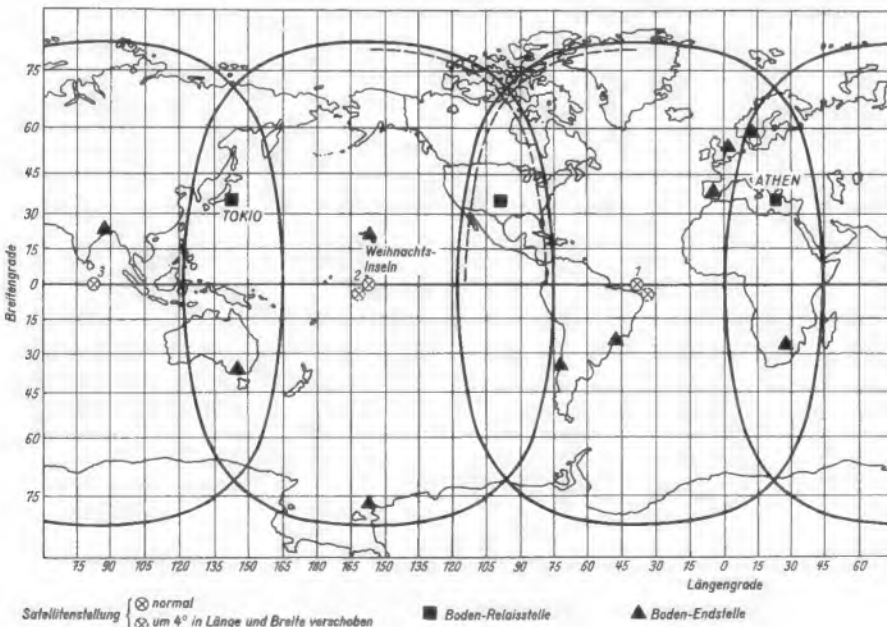 75
60
45
30
15
0
15
30
45
60
75
Breitengrade
TOKIO
Weihnachts-
Inseln
ATHEN
3
2
1
75 90 105 120 135 150 165 180 165 150 135 120 105 90 75 60 45 30 15 0 15 30 45 60
Längengrade
Satellitenstellung { ⊗ normal
⊗ um 4° in Länge und Breite verschoben
■ Boden-Relaisstelle
▲ Boden-Endstelle